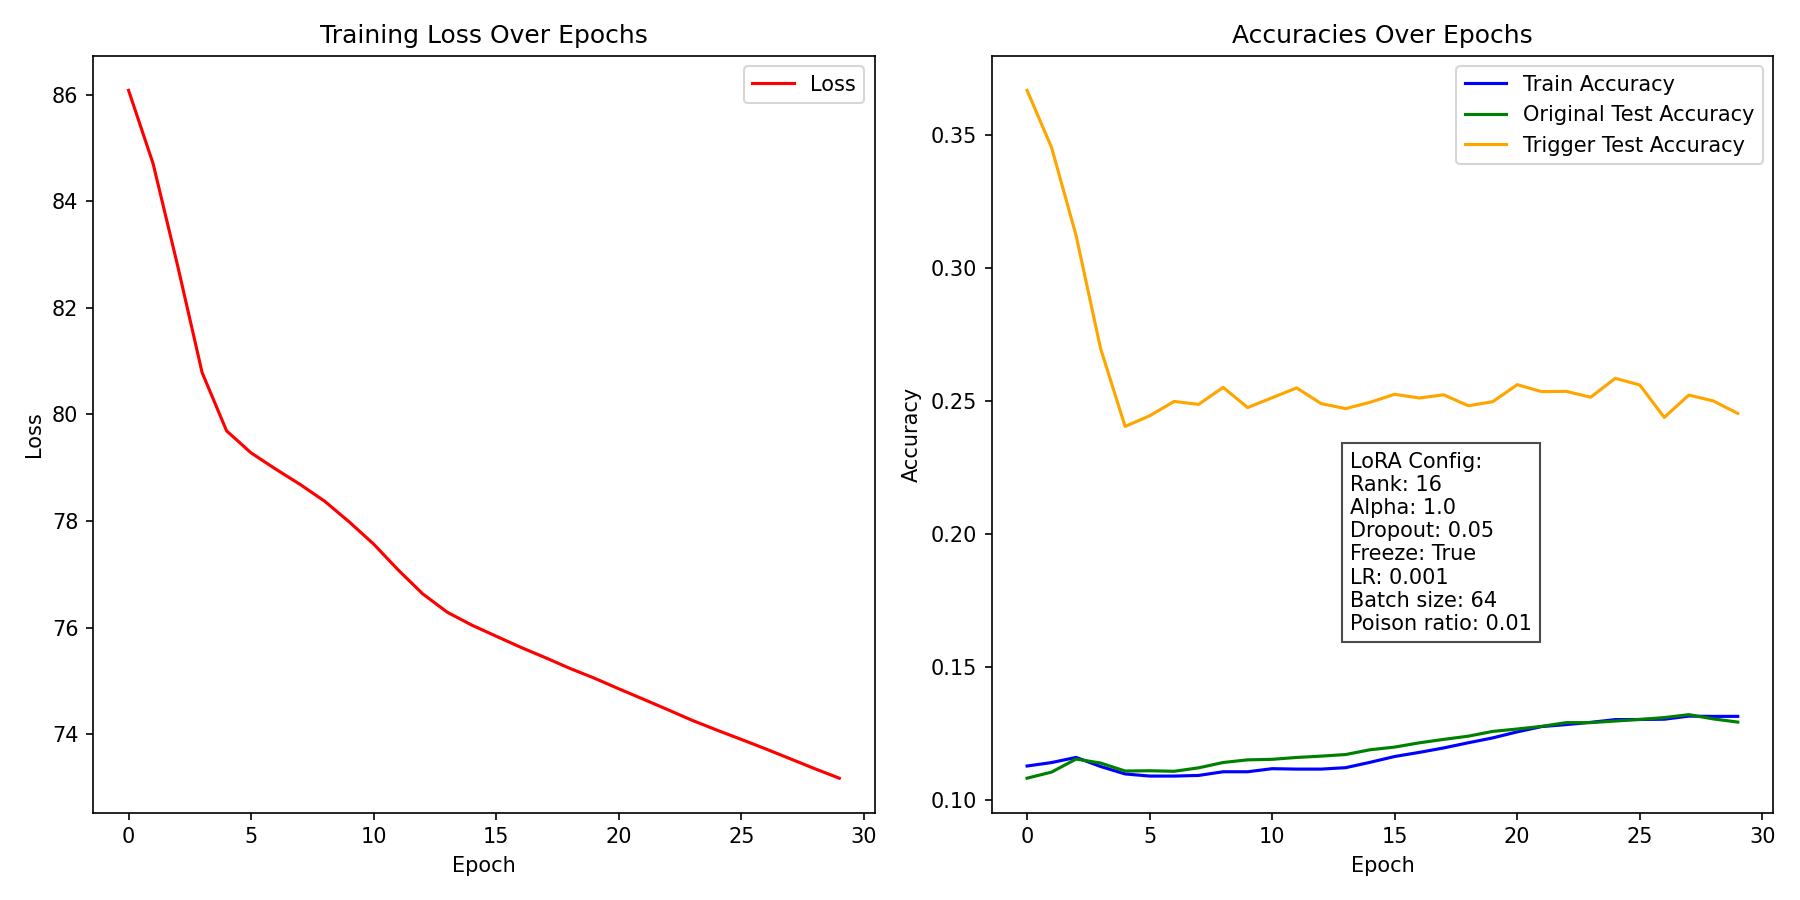 Training Loss Over Epochs
Loss
86
84
82
80
78
76
74
Loss
0
5
10
15
20
25
30
Epoch
Accuracies Over Epochs
Train Accuracy
Original Test Accuracy
Trigger Test Accuracy
0.35
0.30
0.25
0.20
0.15
0.10
Accuracy
LoRA Config:
Rank: 16
Alpha: 1.0
Dropout: 0.05
Freeze: True
LR: 0.001
Batch size: 64
Poison ratio: 0.01
0
5
10
15
20
25
30
Epoch